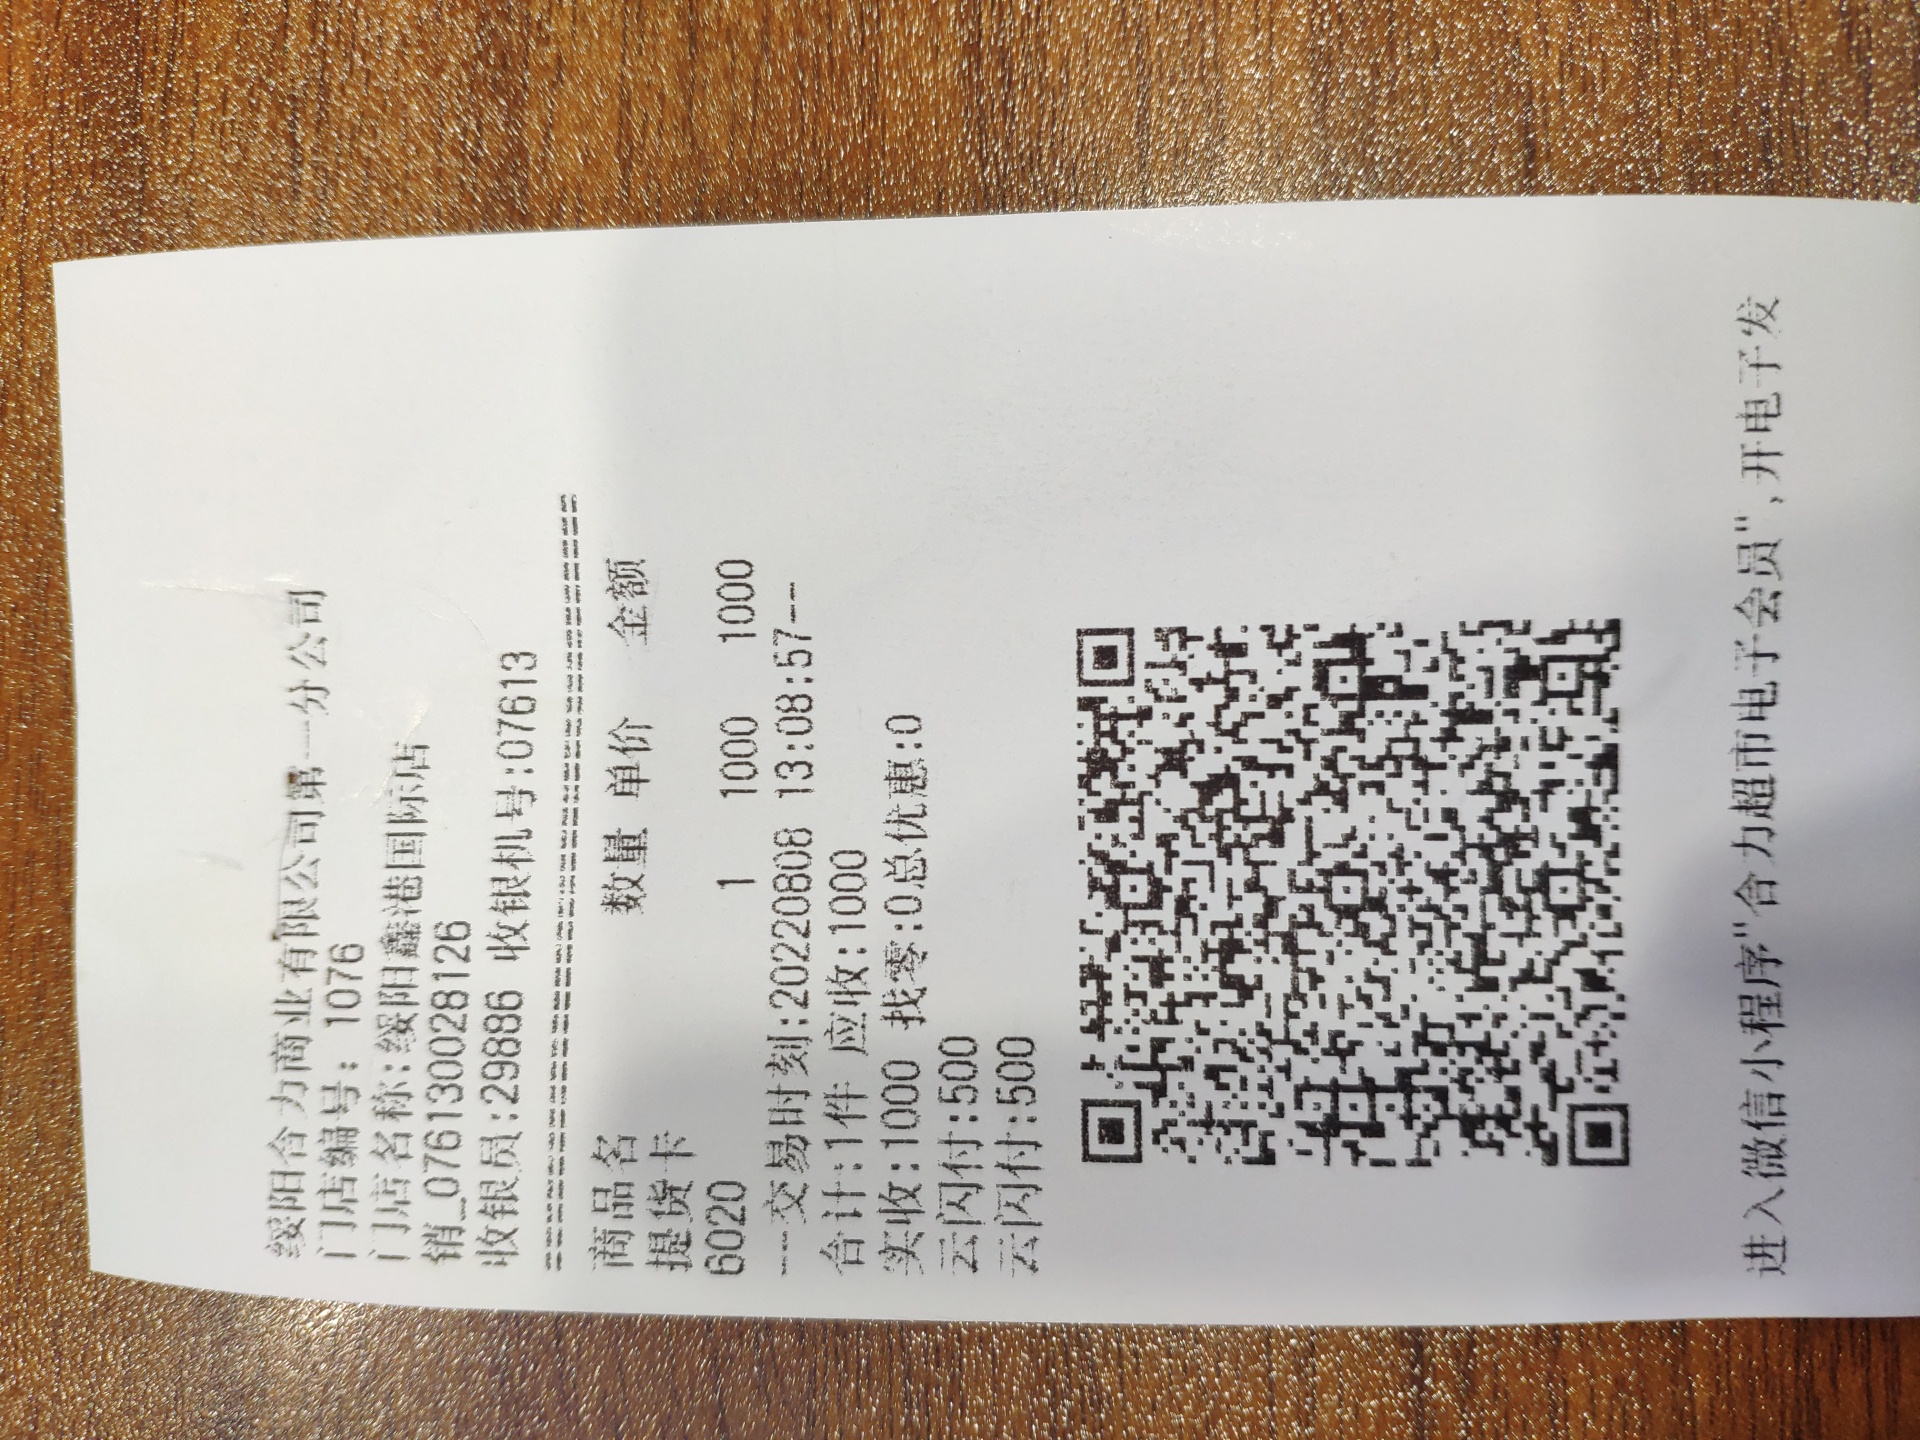 绥阳合力商业有限公司第一分公司
门店编号: 1076
门店名称:绥阳鑫港国际店
销_0761300028126
收银员:29886 收银机号:07613
商品名 数量 单价 金额
提货卡
6020 1 1000 1000
--交易时刻:20220808 13:08:57--
合计:1件 应收:1000
实收:1000 找零:0总优惠:0
云闪付:500
云闪付:500
进入微信小程序"合力超市电子会员",开电子发